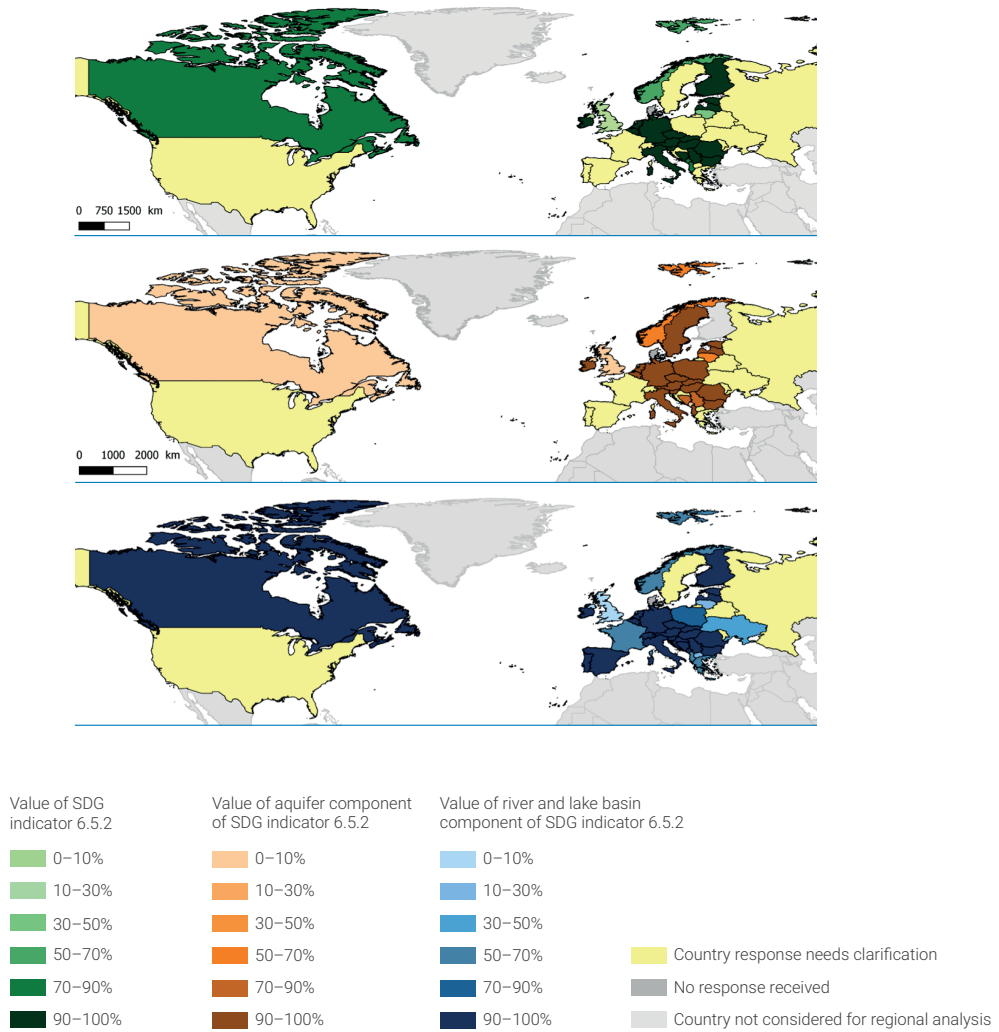 0 750 1500 km
0 1000 2000 km
Value of SDG
indicator 6.5.2
0–10%
10–30%
30–50%
50–70%
70–90%
90–100%
Value of aquifer component
of SDG indicator 6.5.2
0–10%
10–30%
30–50%
50–70%
70–90%
90–100%
Value of river and lake basin
component of SDG indicator 6.5.2
0–10%
10–30%
30–50%
50–70%
70–90%
90–100%
Country response needs clarification
No response received
Country not considered for regional analysis